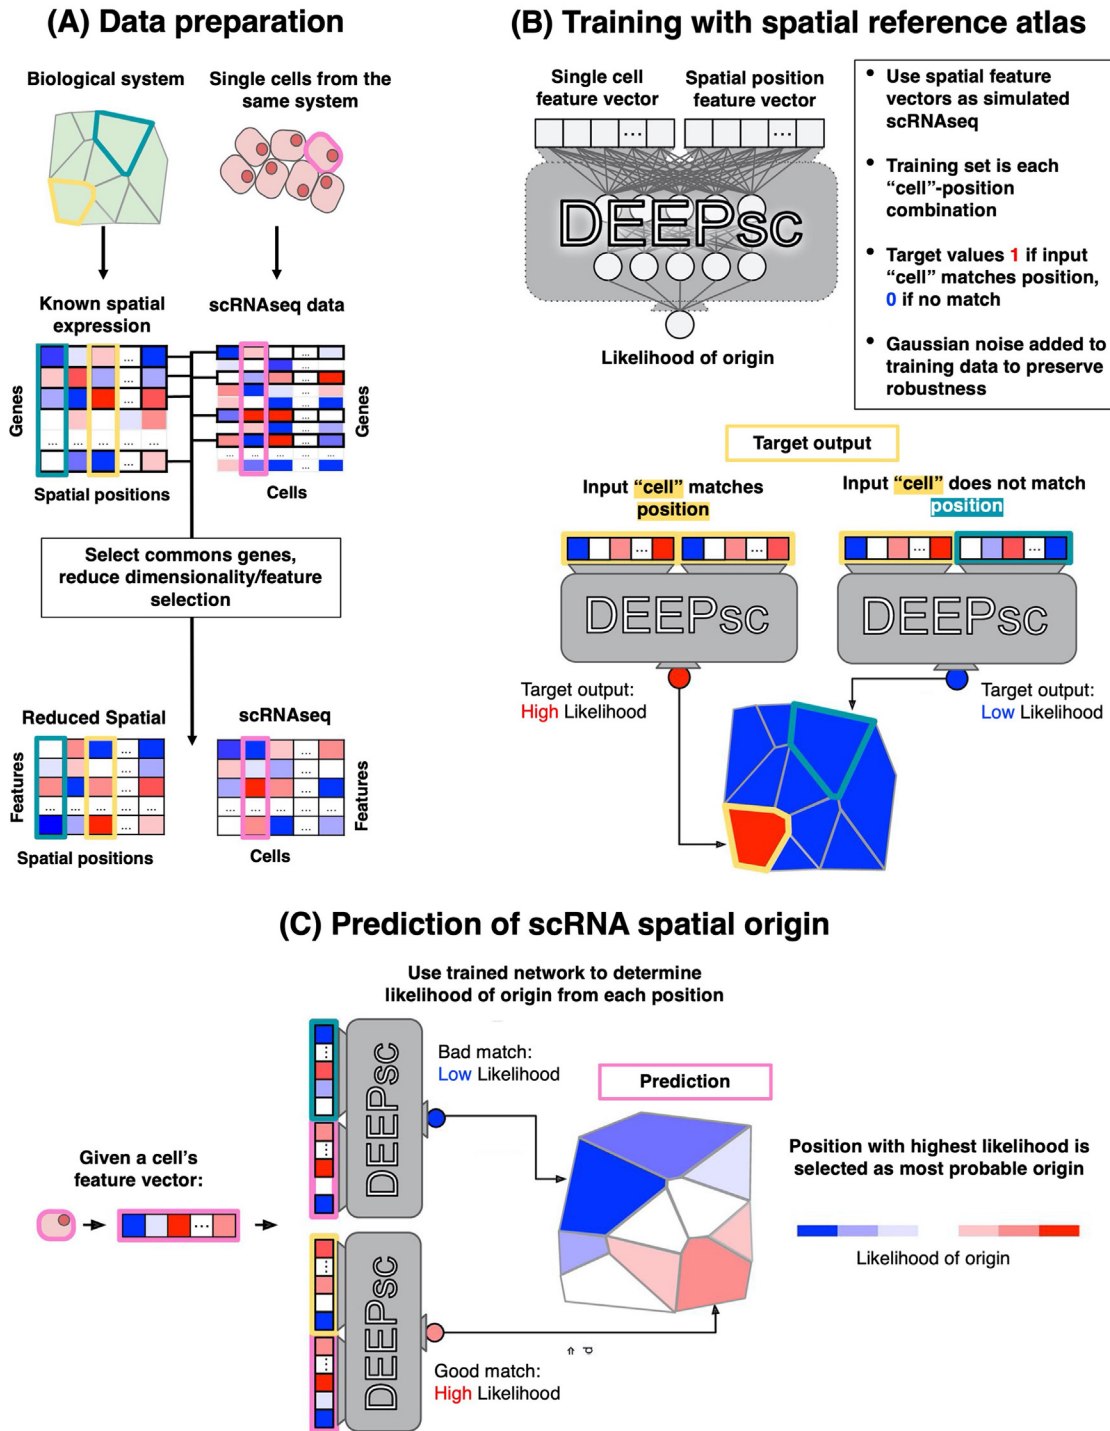 (A) Data preparation
Biological system
Single cells from the
same system
Known spatial
expression
scRNAseq data
Genes
...
...
...
...
...
...
...
...
...
Spatial positions
Genes
...
...
...
...
...
...
...
...
...
...
...
...
Cells
Select commons genes,
reduce dimensionality/feature
selection
Reduced Spatial
scRNAseq
Features
...
...
...
...
...
...
...
...
Spatial positions
...
...
...
...
...
...
...
...
Features
Cells
(B) Training with spatial reference atlas
Single cell
feature vector
Spatial position
feature vector
...
...
DEEPsc
Likelihood of origin
• Use spatial feature
vectors as simulated
scRNAseq
• Training set is each
“cell”-position
combination
• Target values 1 if input
“cell” matches position,
0 if no match
• Gaussian noise added to
training data to preserve
robustness
Target output
Input “cell” matches
position
Input “cell” does not match
position
...
...
...
...
DEEPsc
DEEPsc
Target output:
High Likelihood
Target output:
Low Likelihood
(C) Prediction of scRNA spatial origin
Use trained network to determine
likelihood of origin from each position
Given a cell’s
feature vector:
...
...
...
DEEPsc
Bad match:
Low Likelihood
...
...
DEEPsc
Good match:
High Likelihood
Prediction
Position with highest likelihood is
selected as most probable origin
Likelihood of origin